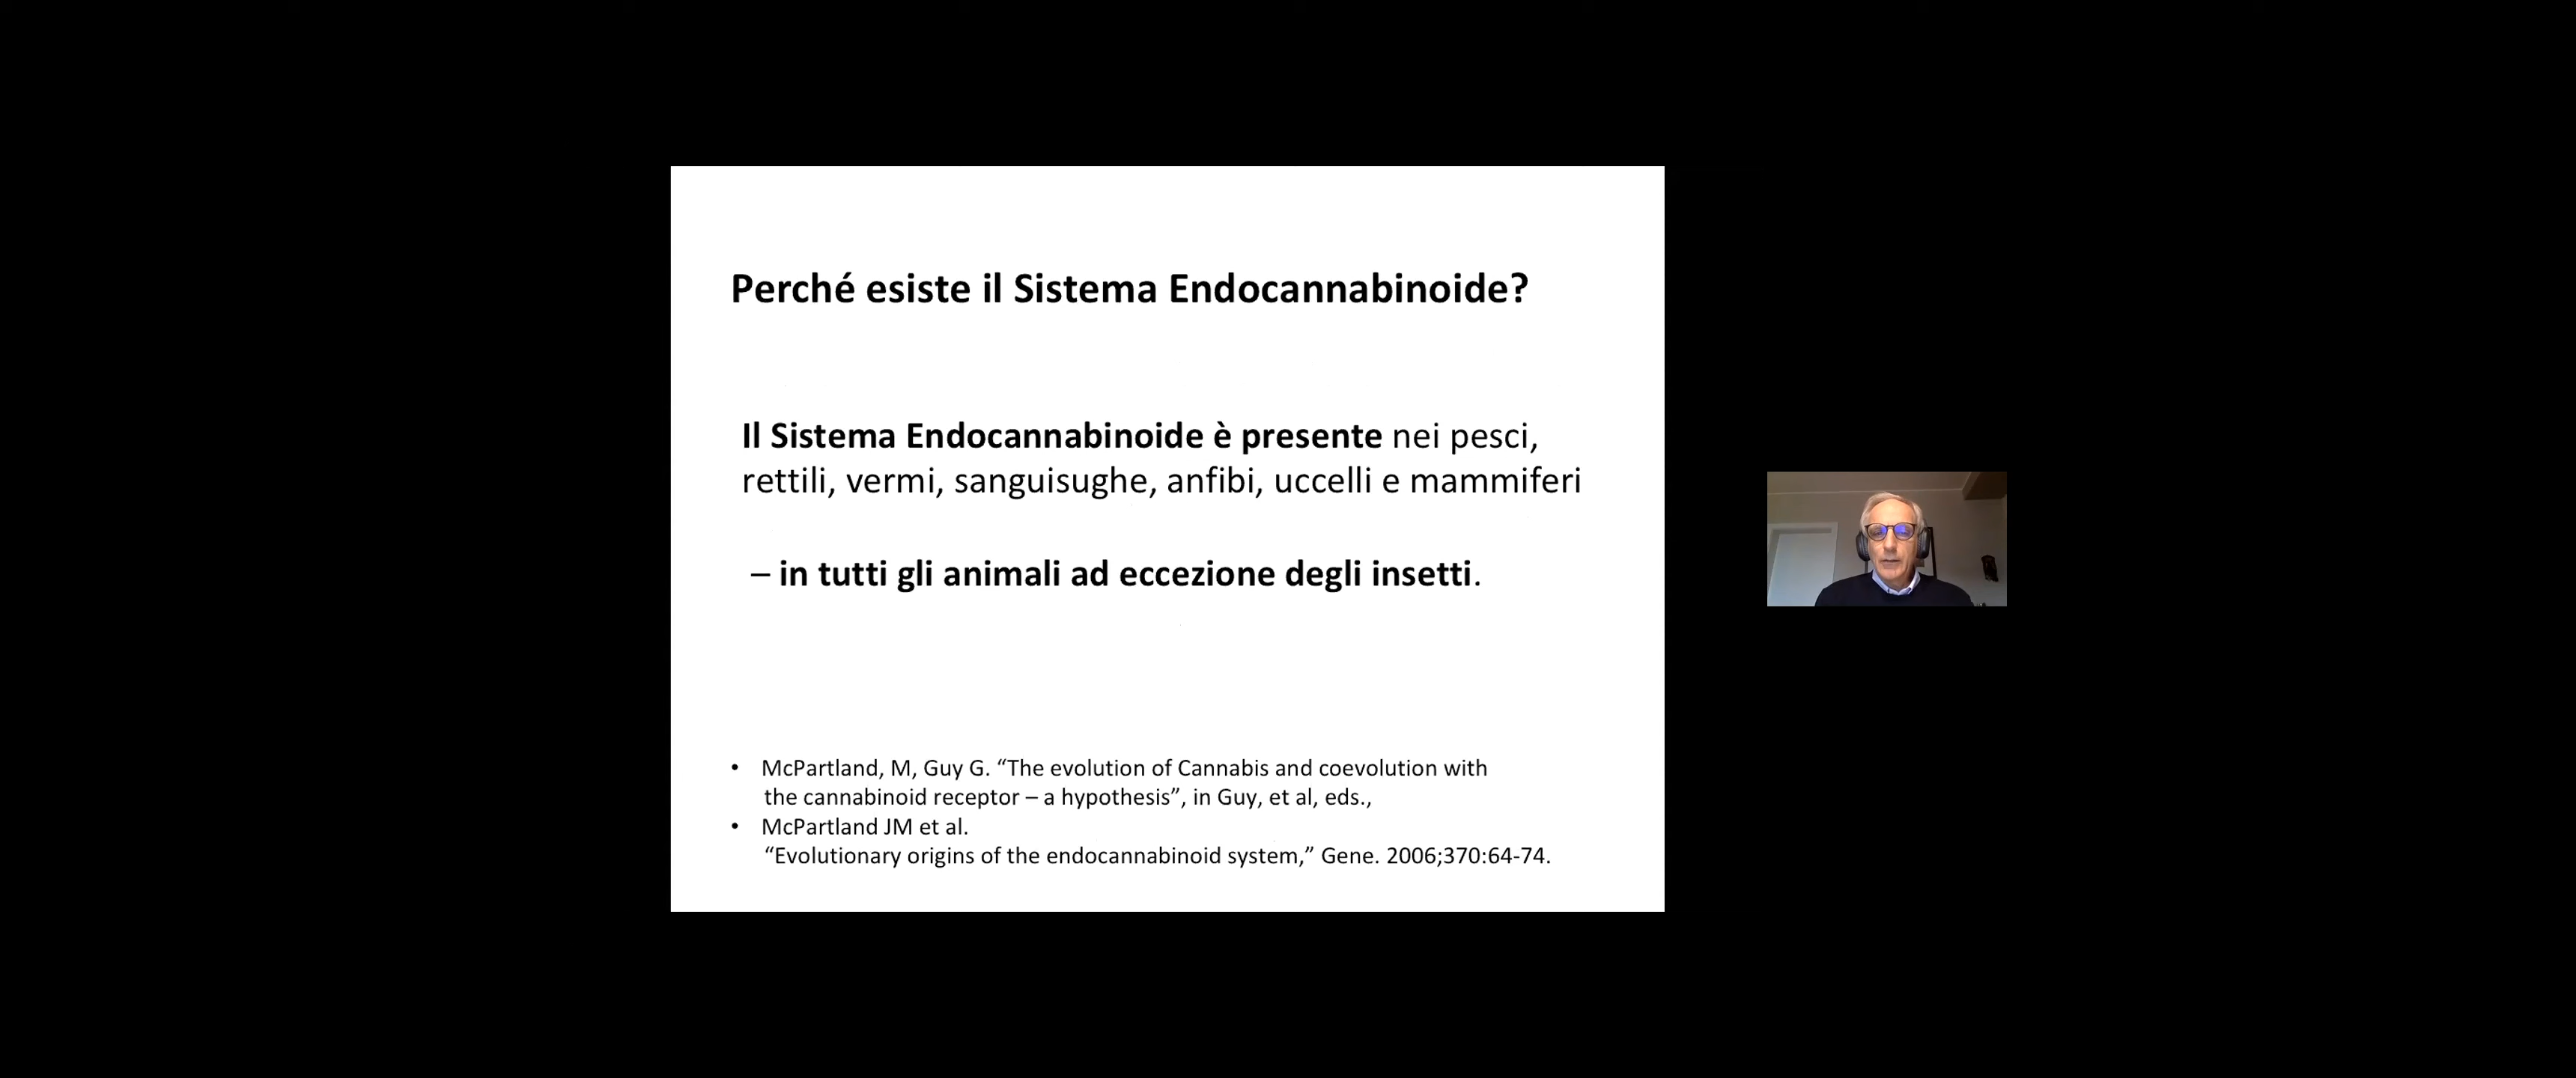 Perché esiste il Sistema Endocannabinoide?
Il Sistema Endocannabinoide è presente nei pesci,
rettili, vermi, sanguisughe, anfibi, uccelli e mammiferi
– in tutti gli animali ad eccezione degli insetti.
• McPartland, M, Guy G. “The evolution of Cannabis and coevolution with
the cannabinoid receptor – a hypothesis”, in Guy, et al, eds.,
• McPartland JM et al.
“Evolutionary origins of the endocannabinoid system,” Gene. 2006;370:64-74.